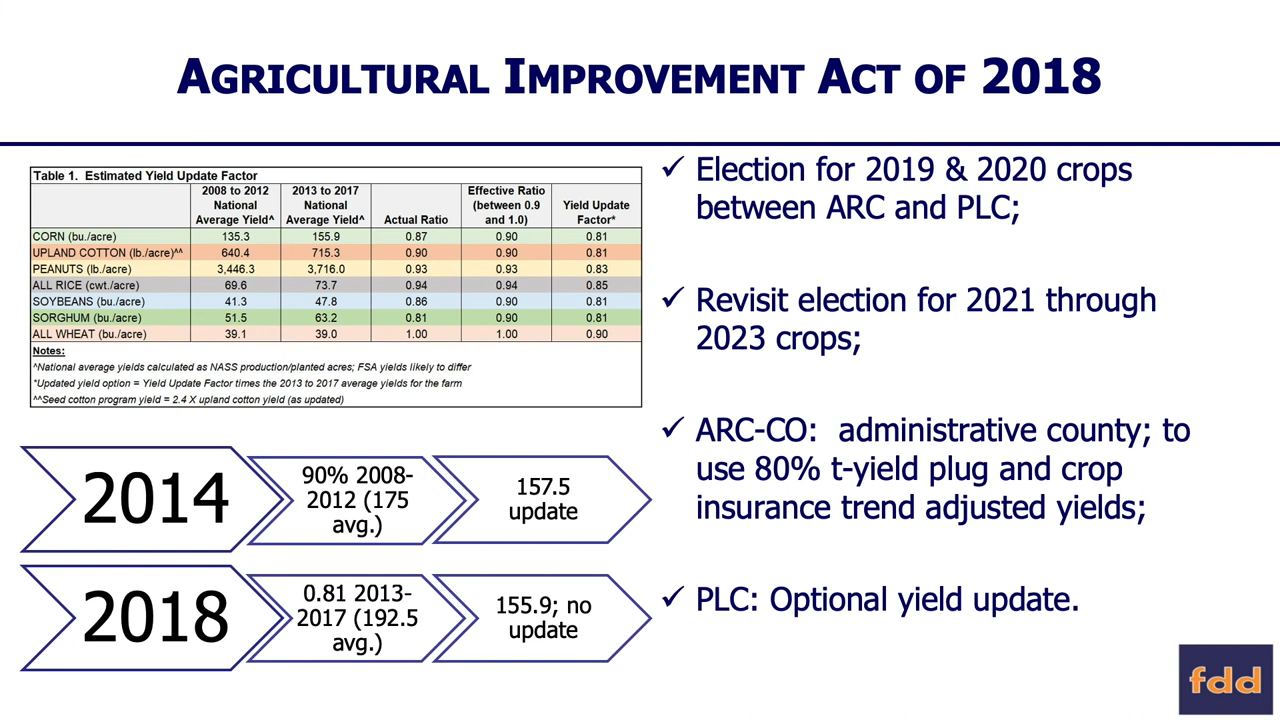 AGRICULTURAL IMPROVEMENT ACT OF 2018
Table 1. Estimated Yield Update Factor
2008 to 2012 National Average Yield^ 2013 to 2017 National Average Yield^ Actual Ratio Effective Ratio (between 0.9 and 1.0) Yield Update Factor*
CORN (bu./acre) 135.3 155.9 0.87 0.90 0.81
UPLAND COTTON (lb./acre)^^ 640.4 715.3 0.90 0.90 0.81
PEANUTS (lb./acre) 3,446.3 3,716.0 0.93 0.93 0.83
ALL RICE (cwt./acre) 69.6 73.7 0.94 0.94 0.85
SOYBEANS (bu./acre) 41.3 47.8 0.86 0.90 0.81
SORGHUM (bu./acre) 51.5 63.2 0.81 0.90 0.81
ALL WHEAT (bu./acre) 39.1 39.0 1.00 1.00 0.90
Notes:
^National average yields calculated as NASS production/planted acres; FSA yields likely to differ
*Updated yield option = Yield Update Factor times the 2013 to 2017 average yields for the farm
^^Seed cotton program yield = 2.4 X upland cotton yield (as updated)
2014
90% 2008-
2012 (175
avg.)
157.5
update
2018
0.81 2013-
2017 (192.5
avg.)
155.9; no
update
✓ Election for 2019 & 2020 crops
between ARC and PLC;
✓ Revisit election for 2021 through
2023 crops;
✓ ARC-CO: administrative county; to
use 80% t-yield plug and crop
insurance trend adjusted yields;
✓ PLC: Optional yield update.
fdd